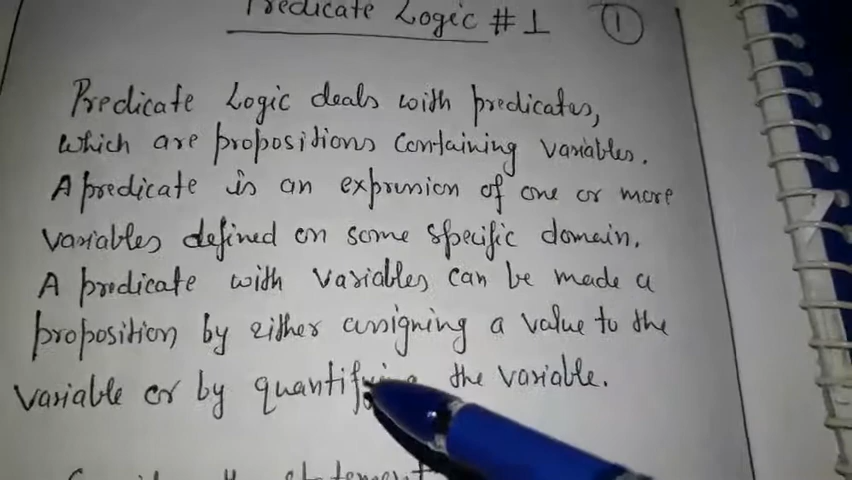 Predicate Logic #1 1
Predicate Logic deals with predicates,
which are propositions containing variables.
A predicate is an expression of one or more
variables defined on some specific domain.
A predicate with variables can be made a
proposition by either assigning a value to the
variable or by quantifying the variable.
statement